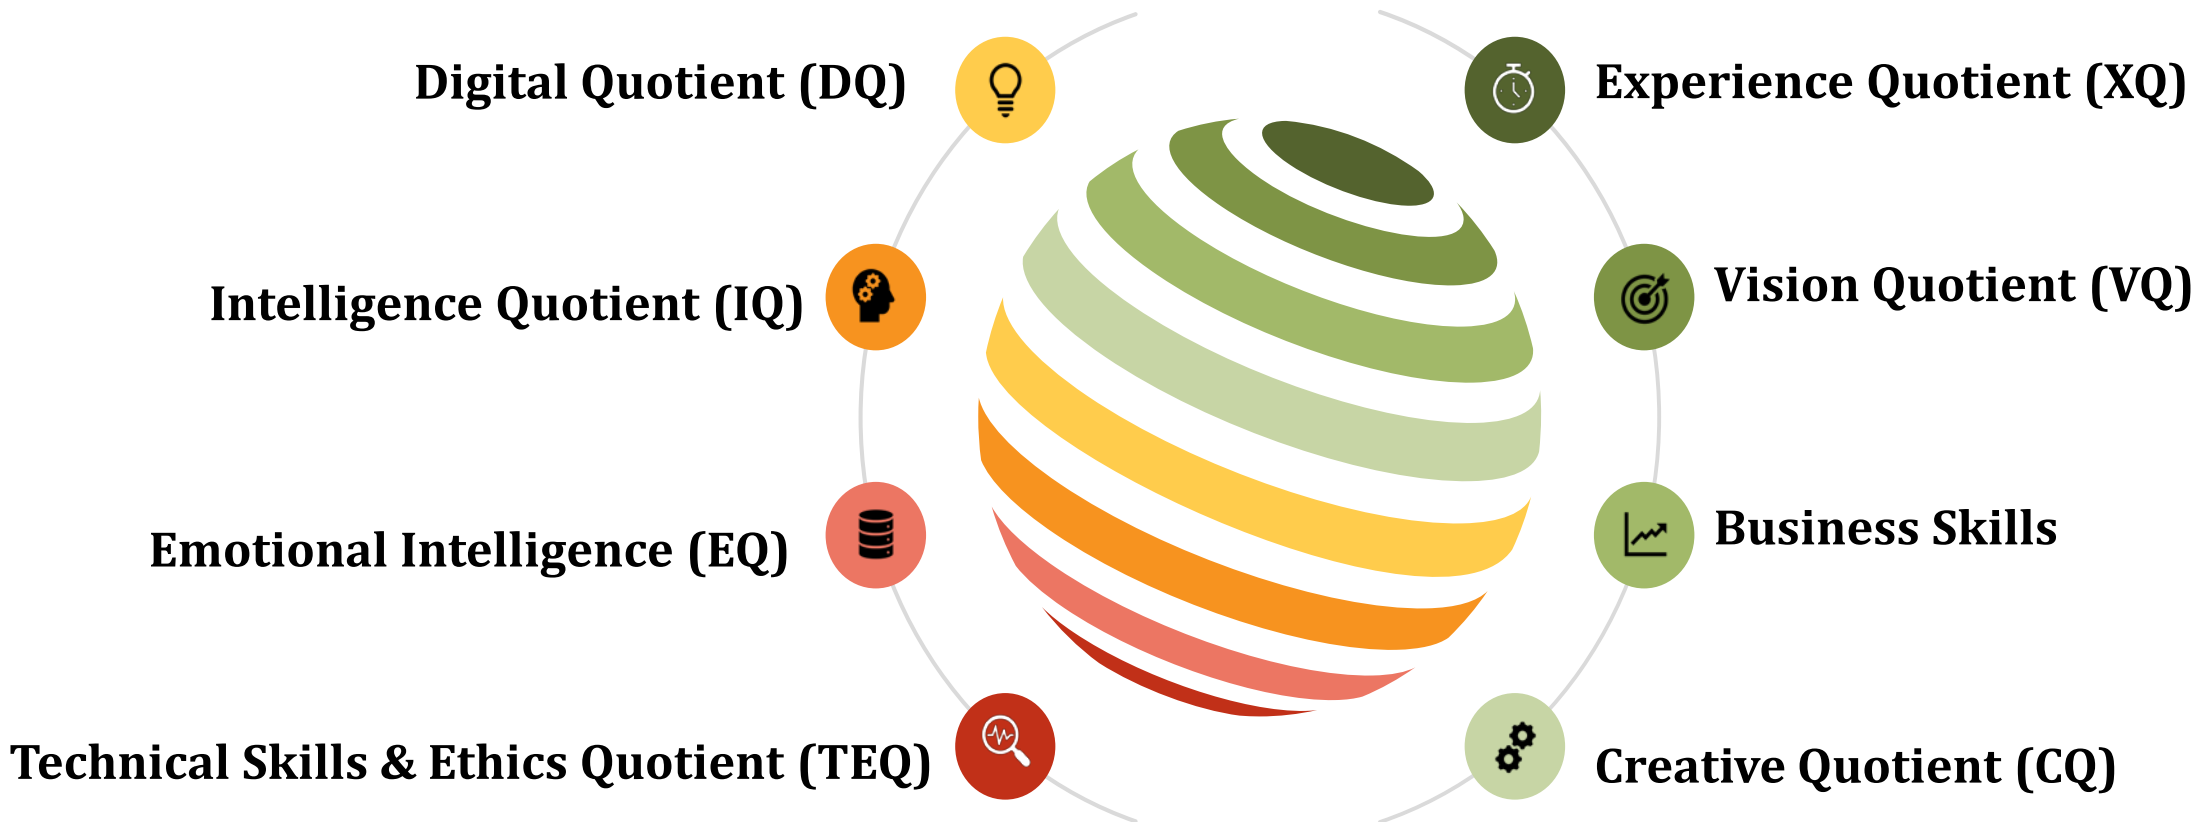 Digital Quotient (DQ)
Experience Quotient (XQ)
Intelligence Quotient (IQ)
Vision Quotient (VQ)
Emotional Intelligence (EQ)
Business Skills
Technical Skills & Ethics Quotient (TEQ)
Creative Quotient (CQ)